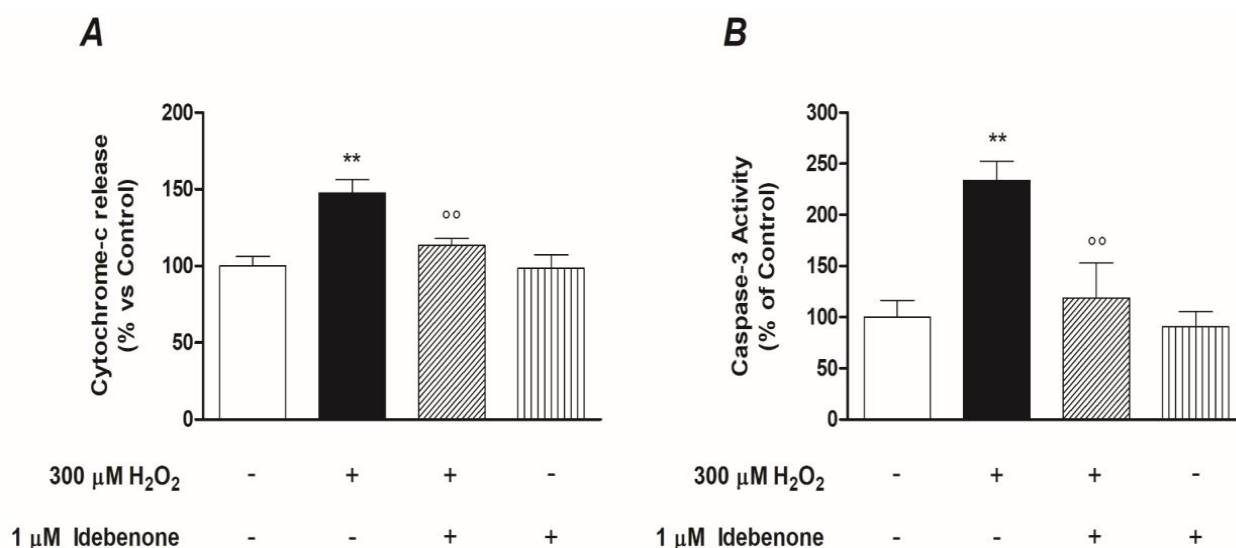 A
B
Cytochrome-c release
(% vs Control)
200
150
100
50
0
**
°°
Caspase-3 Activity
(% of Control)
300
250
200
150
100
50
0
**
°°
300 μM H₂O₂ - + + -
1 μM Idebenone - - + +
300 μM H₂O₂ - + + -
1 μM Idebenone - - + +